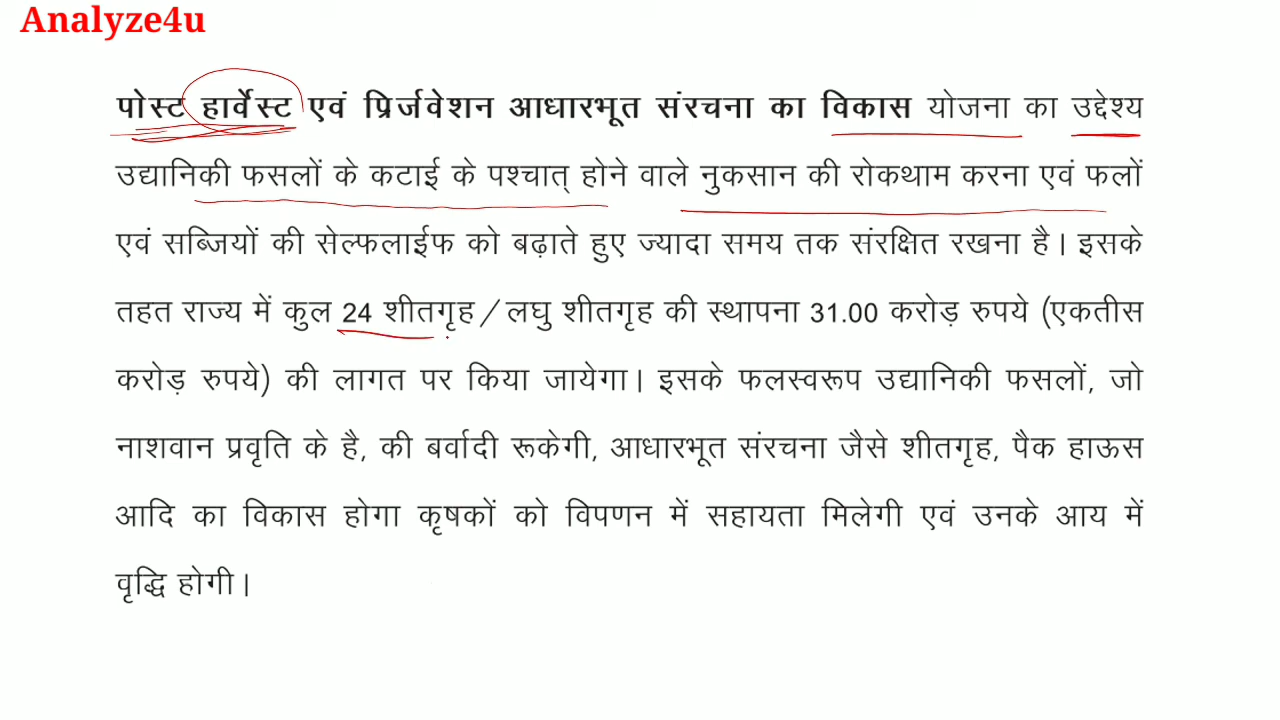 Analyze4u
पोस्ट हार्वेस्ट एवं प्रिर्जवेशन आधारभूत संरचना का विकास योजना का उद्देश्य
उद्यानिकी फसलों के कटाई के पश्चात् होने वाले नुकसान की रोकथाम करना एवं फलों
एवं सब्जियों की सेल्फलाईफ को बढ़ाते हुए ज्यादा समय तक संरक्षित रखना है। इसके
तहत राज्य में कुल 24 शीतगृह/लघु शीतगृह की स्थापना 31.00 करोड़ रुपये (एकतीस
करोड़ रुपये) की लागत पर किया जायेगा। इसके फलस्वरूप उद्यानिकी फसलों, जो
नाशवान प्रवृति के है, की बर्वादी रूकेगी, आधारभूत संरचना जैसे शीतगृह, पैक हाऊस
आदि का विकास होगा कृषकों को विपणन में सहायता मिलेगी एवं उनके आय में
वृद्धि होगी।